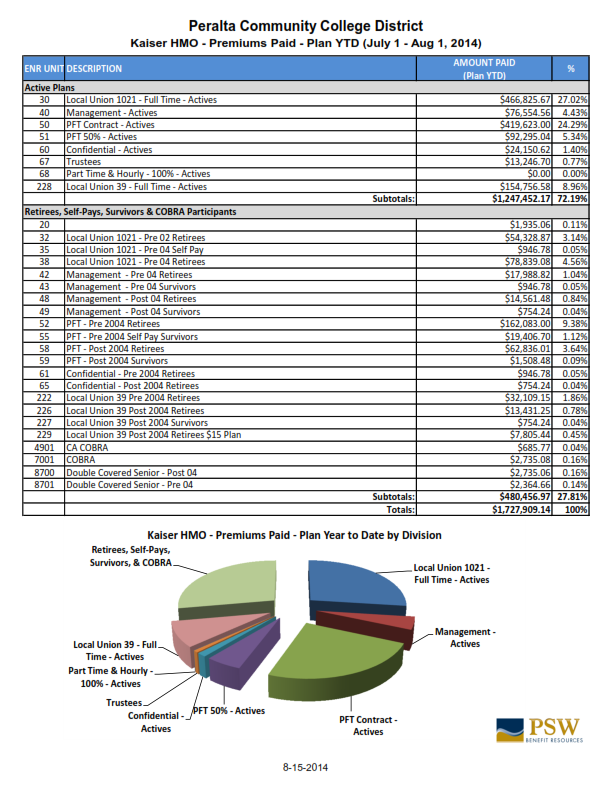 Peralta Community College District
Kaiser HMO - Premiums Paid - Plan YTD (July 1 - Aug 1, 2014)
ENR UNIT DESCRIPTION AMOUNT PAID (Plan YTD) %
Active Plans
30 Local Union 1021 - Full Time - Actives $466,825.67 27.02%
40 Management - Actives $76,554.56 4.43%
50 PFT Contract - Actives $419,623.00 24.29%
51 PFT 50% - Actives $92,295.04 5.34%
60 Confidential - Actives $24,150.62 1.40%
67 Trustees $13,246.70 0.77%
68 Part Time & Hourly - 100% - Actives $0.00 0.00%
228 Local Union 39 - Full Time - Actives $154,756.58 8.96%
Subtotals: $1,247,452.17 72.19%
Retirees, Self-Pays, Survivors & COBRA Participants
20 $1,935.06 0.11%
32 Local Union 1021 - Pre 02 Retirees $54,328.87 3.14%
35 Local Union 1021 - Pre 04 Self Pay $946.78 0.05%
38 Local Union 1021 - Pre 04 Retirees $78,839.08 4.56%
42 Management - Pre 04 Retirees $17,988.82 1.04%
43 Management - Pre 04 Survivors $946.78 0.05%
48 Management - Post 04 Retirees $14,561.48 0.84%
49 Management - Post 04 Survivors $754.24 0.04%
52 PFT - Pre 2004 Retirees $162,083.00 9.38%
55 PFT - Pre 2004 Self Pay Survivors $19,406.70 1.12%
58 PFT - Post 2004 Retirees $62,836.01 3.64%
59 PFT - Post 2004 Survivors $1,508.48 0.09%
61 Confidential - Pre 2004 Retirees $946.78 0.05%
65 Confidential - Post 2004 Retirees $754.24 0.04%
222 Local Union 39 Pre 2004 Retirees $32,109.15 1.86%
226 Local Union 39 Post 2004 Retirees $13,431.25 0.78%
227 Local Union 39 Post 2004 Survivors $754.24 0.04%
229 Local Union 39 Post 2004 Retirees $15 Plan $7,805.44 0.45%
4901 CA COBRA $685.77 0.04%
7001 COBRA $2,735.08 0.16%
8700 Double Covered Senior - Post 04 $2,735.06 0.16%
8701 Double Covered Senior - Pre 04 $2,364.66 0.14%
Subtotals: $480,456.97 27.81%
Totals: $1,727,909.14 100%
Kaiser HMO - Premiums Paid - Plan Year to Date by Division
Retirees, Self-Pays,
Survivors, & COBRA
Local Union 1021 -
Full Time - Actives
Management -
Actives
Local Union 39 - Full
Time - Actives
Part Time & Hourly -
100% - Actives
Trustees
Confidential -
Actives
PFT 50% - Actives
PFT Contract -
Actives
PSW
BENEFIT RESOURCES
8-15-2014